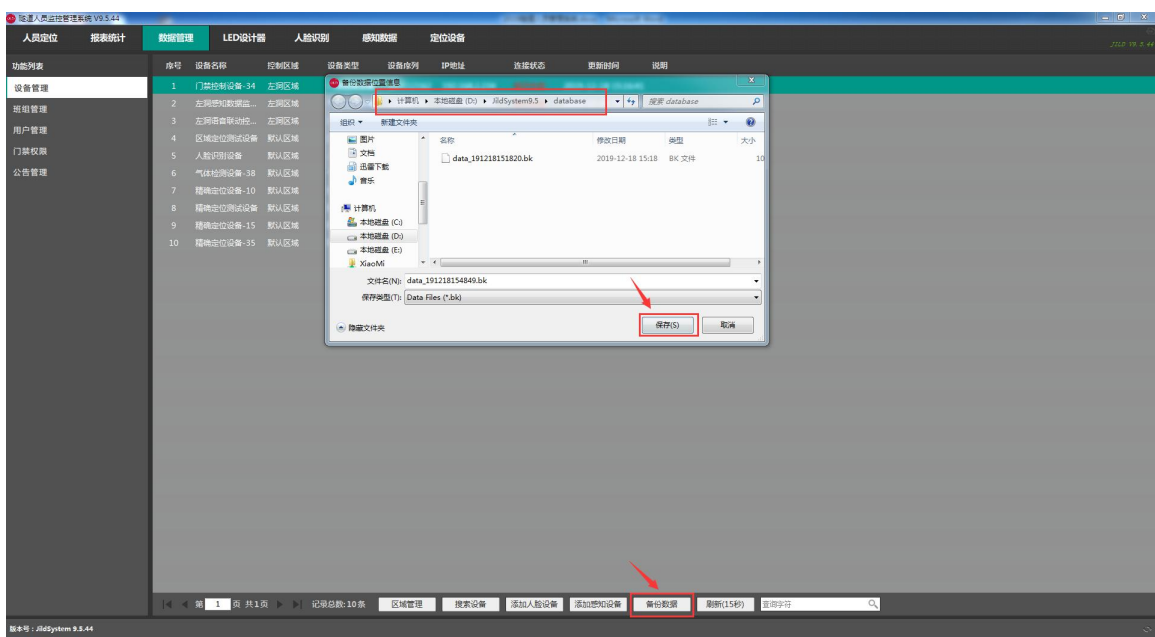 隧道人员监控管理系统 V9.5.44
人员定位 报表统计 数据管理 LED设计器 人脸识别 感知数据 定位设备
JILD V9.5.44
功能列表
设备管理
班组管理
用户管理
门禁权限
公告管理
序号 设备名称 控制区域 设备类型 设备序列 IP地址 连接状态 更新时间 说明
1 门禁控制设备-34 左洞区域
2 左洞感知数据监... 左洞区域
3 左洞语音联动控... 左洞区域
4 区域定位测试设备 默认区域
5 人脸识别设备 默认区域
6 气体检测设备-38 默认区域
7 精确定位设备-10 默认区域
8 精确定位测试设备 默认区域
9 精确定位设备-15 默认区域
10 精确定位设备-35 默认区域
备份数据位置信息
计算机 本地磁盘 (D:) JildSystem9.5 database
搜索 database
组织 新建文件夹
图片
文档
迅雷下载
音乐
计算机
本地磁盘 (C:)
本地磁盘 (D:)
本地磁盘 (E:)
XiaoMi
名称 修改日期 类型 大小
data_191218151820.bk 2019-12-18 15:18 BK 文件 10
文件名(N): data_191218154849.bk
保存类型(T): Data Files (*.bk)
隐藏文件夹 保存(S) 取消
第 1 页 共1页 记录总数:10条 区域管理 搜索设备 添加人脸设备 添加感知设备 备份数据 刷新(15秒) 查询字符
版本号：JildSystem 9.5.44